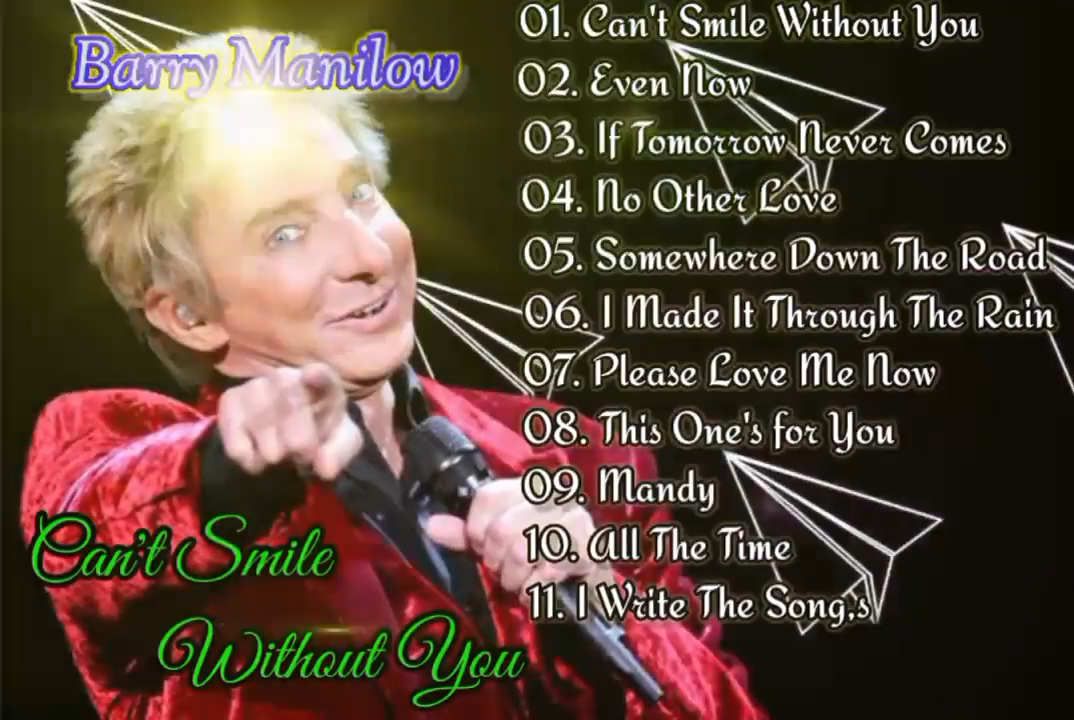 Barry Manilow
01. Can't Smile Without You
02. Even Now
03. If Tomorrow Never Comes
04. No Other Love
05. Somewhere Down The Road
06. I Made It Through The Rain
07. Please Love Me Now
08. This One's for You
09. Mandy
10. All The Time
11. I Write The Song,s
Can't Smile
Without You